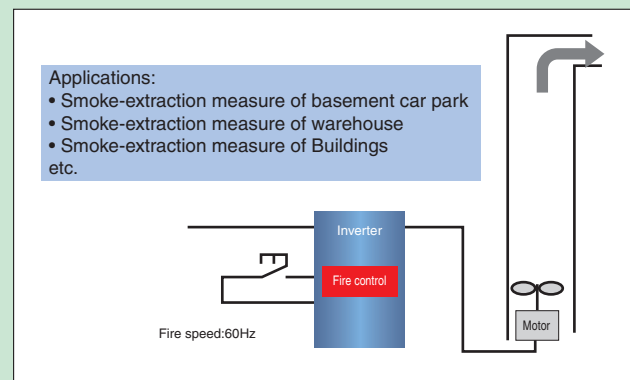 Applications:
• Smoke-extraction measure of basement car park
• Smoke-extraction measure of warehouse
• Smoke-extraction measure of Buildings
etc.
Inverter
Fire control
Fire speed:60Hz
Motor